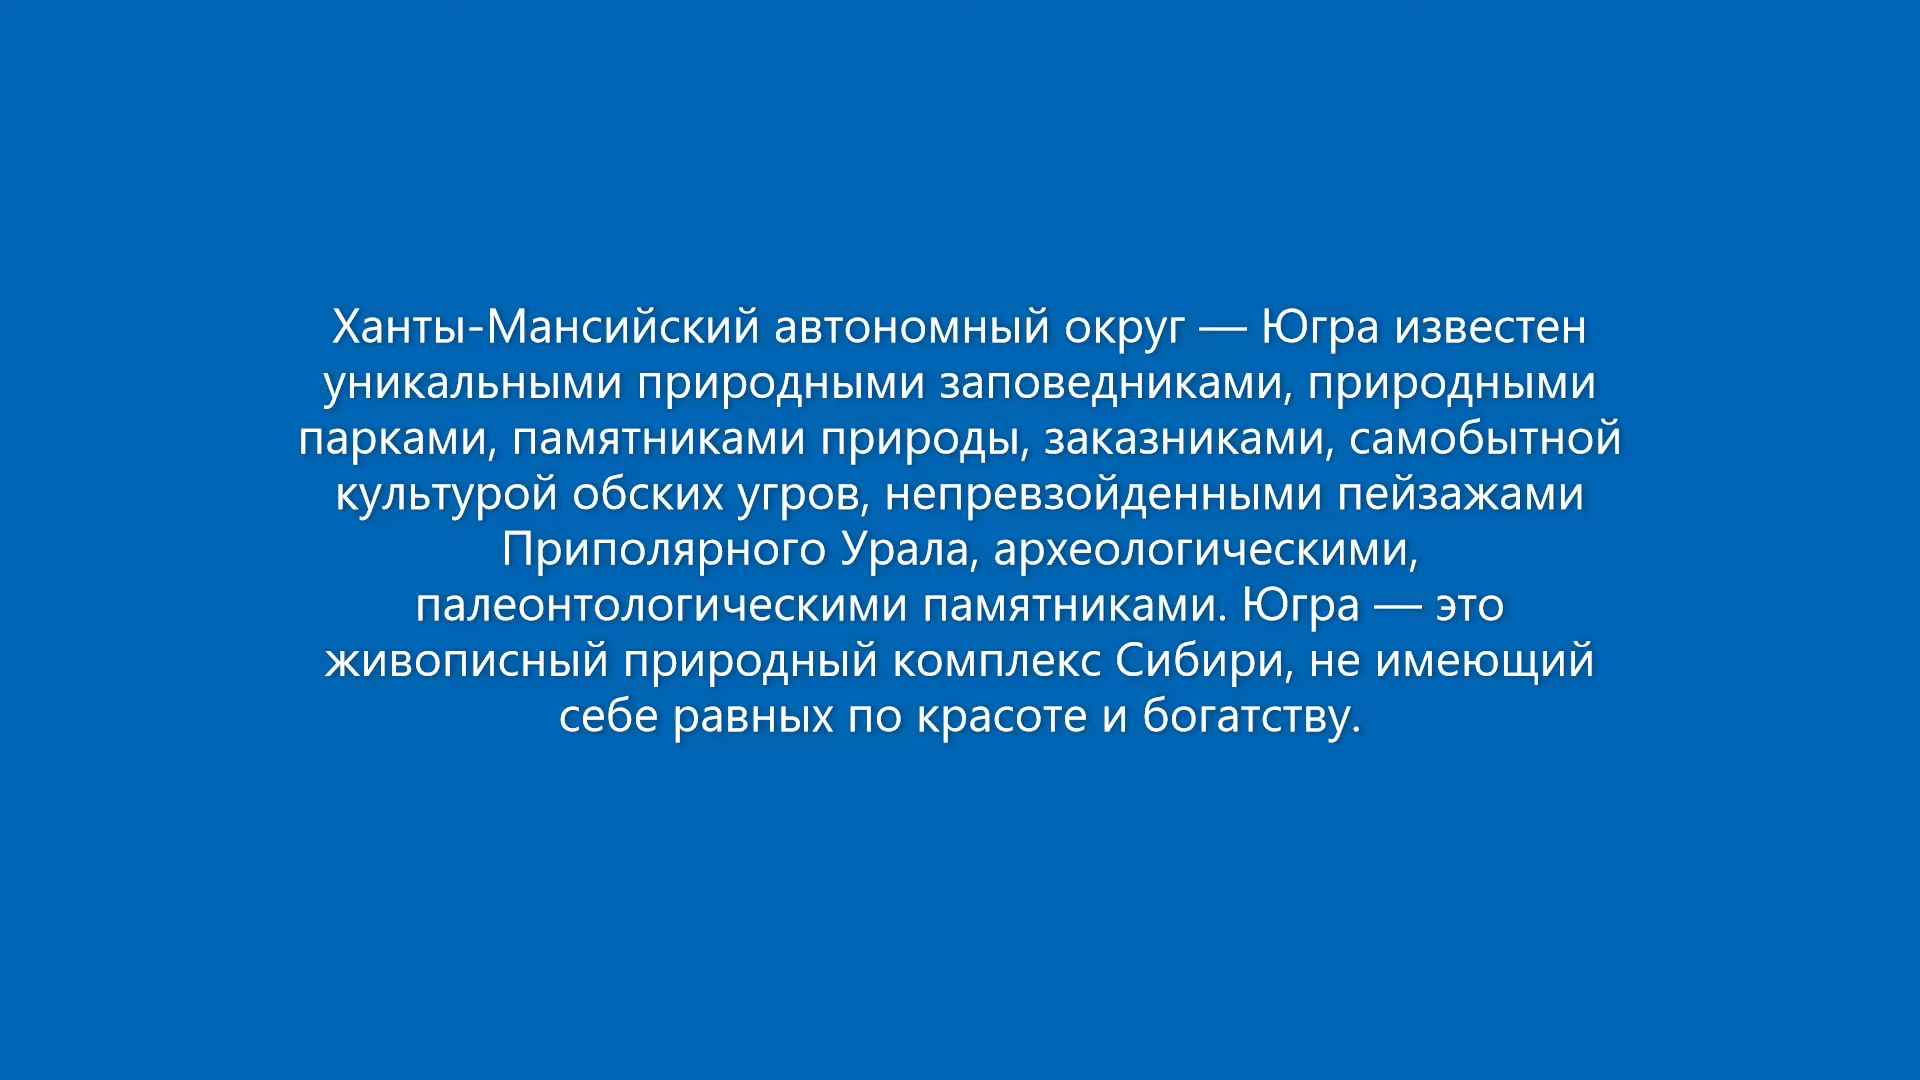 Ханты-Мансийский автономный округ — Югра известен
уникальными природными заповедниками, природными
парками, памятниками природы, заказниками, самобытной
культурой обских угров, непревзойденными пейзажами
Приполярного Урала, археологическими,
палеонтологическими памятниками. Югра — это
живописный природный комплекс Сибири, не имеющий
себе равных по красоте и богатству.